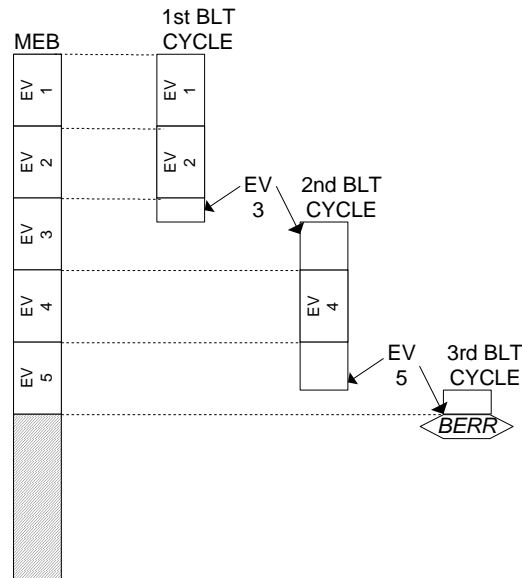 1st BLT
MEB
CYCLE
EV 1
EV 1
EV 2
EV 2
EV
3
2nd BLT
CYCLE
EV 3
EV 4
EV 4
EV
5
3rd BLT
CYCLE
EV 5
BERR